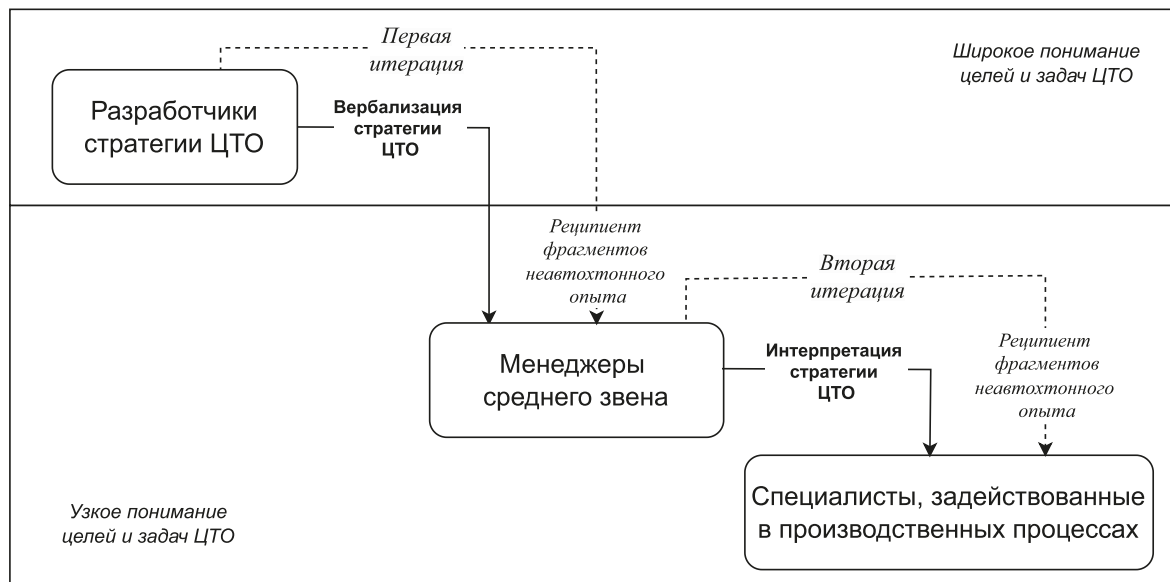 Первая
итерация
Широкое понимание
целей и задач ЦТО
Разработчики
стратегии ЦТО
Вербализация
стратегии
ЦТО
Реципиент
фрагментов
неавтохтонного
опыта
Вторая
итерация
Менеджеры
среднего звена
Интерпретация
стратегии
ЦТО
Реципиент
фрагментов
неавтохтонного
опыта
Специалисты, задействованные
в производственных процессах
Узкое понимание
целей и задач ЦТО